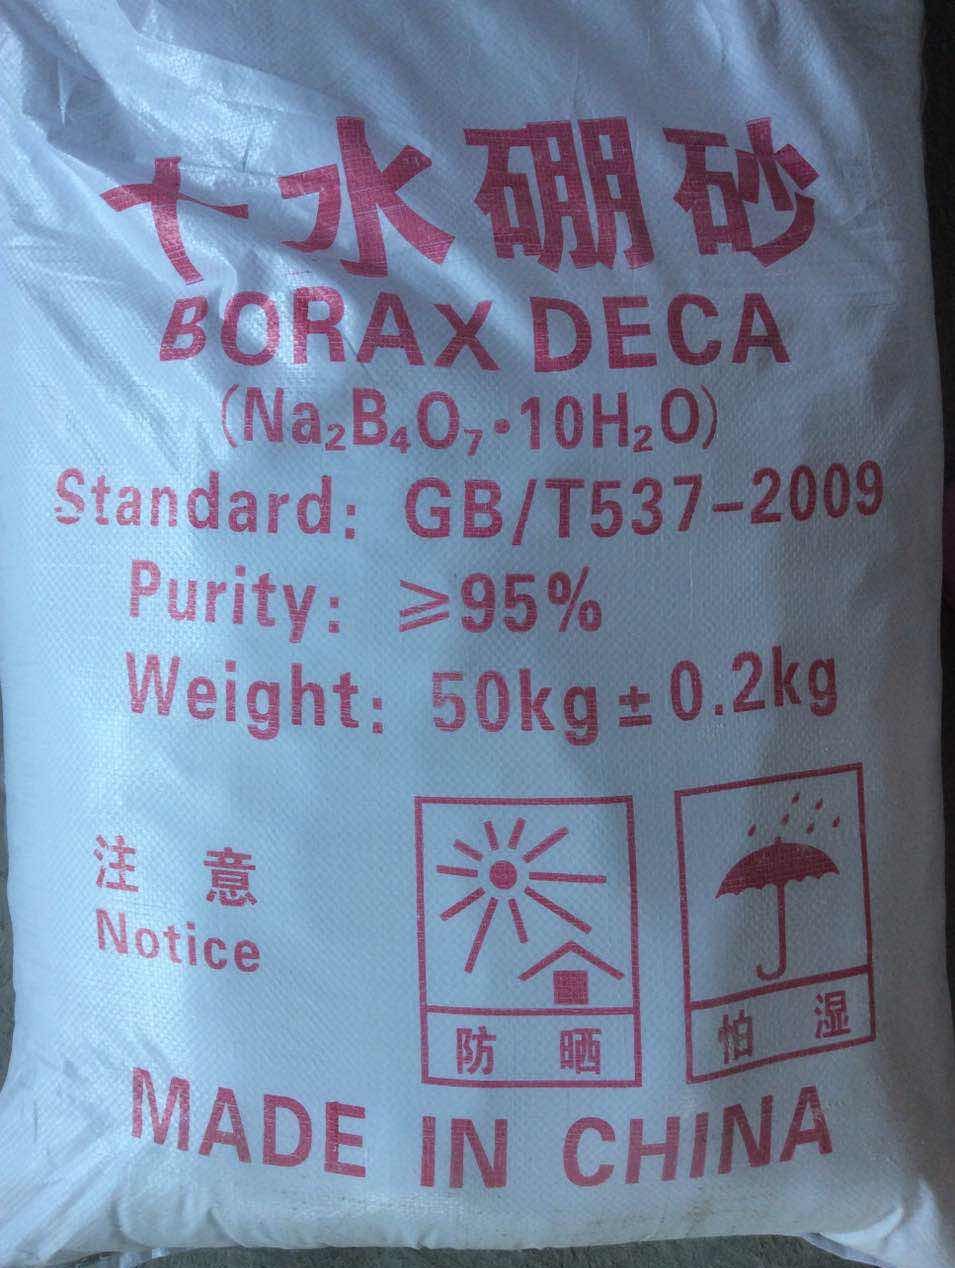 十水硼砂
BORAX DECA
(Na₂B₄O₇·10H₂O)
Standard: GB/T537-2009
Purity: ⩾95%
Weight: 50kg±0.2kg
注 意
Notice
防 晒
怕 湿
MADE IN CHINA